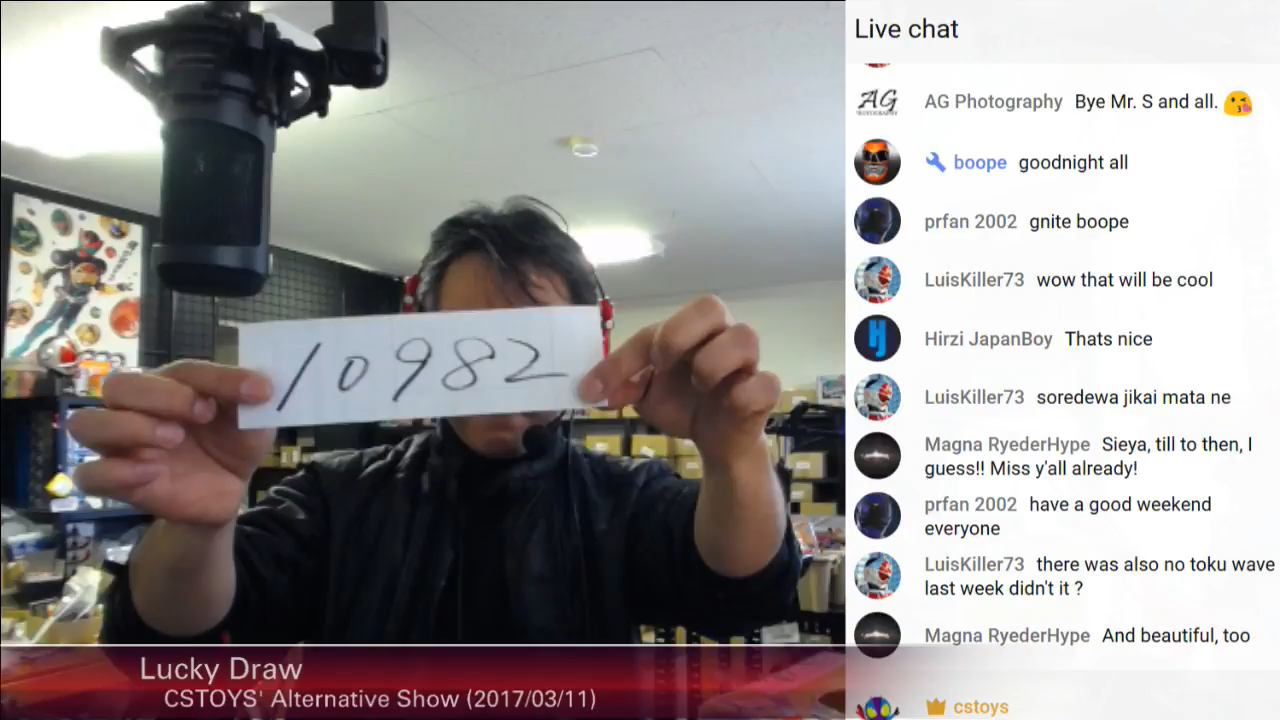 Live chat
AG
AG Photography Bye Mr. S and all. 😘
boope goodnight all
prfan 2002 gnite boope
LuisKiller73 wow that will be cool
HJ
Hirzi JapanBoy Thats nice
LuisKiller73 soredewa jikai mata ne
Magna RyederHype Sieya, till to then, I
guess!! Miss y'all already!
prfan 2002 have a good weekend
everyone
LuisKiller73 there was also no toku wave
last week didn't it ?
Magna RyederHype And beautiful, too
cstoys
10982
Lucky Draw
CSTOYS' Alternative Show (2017/03/11)